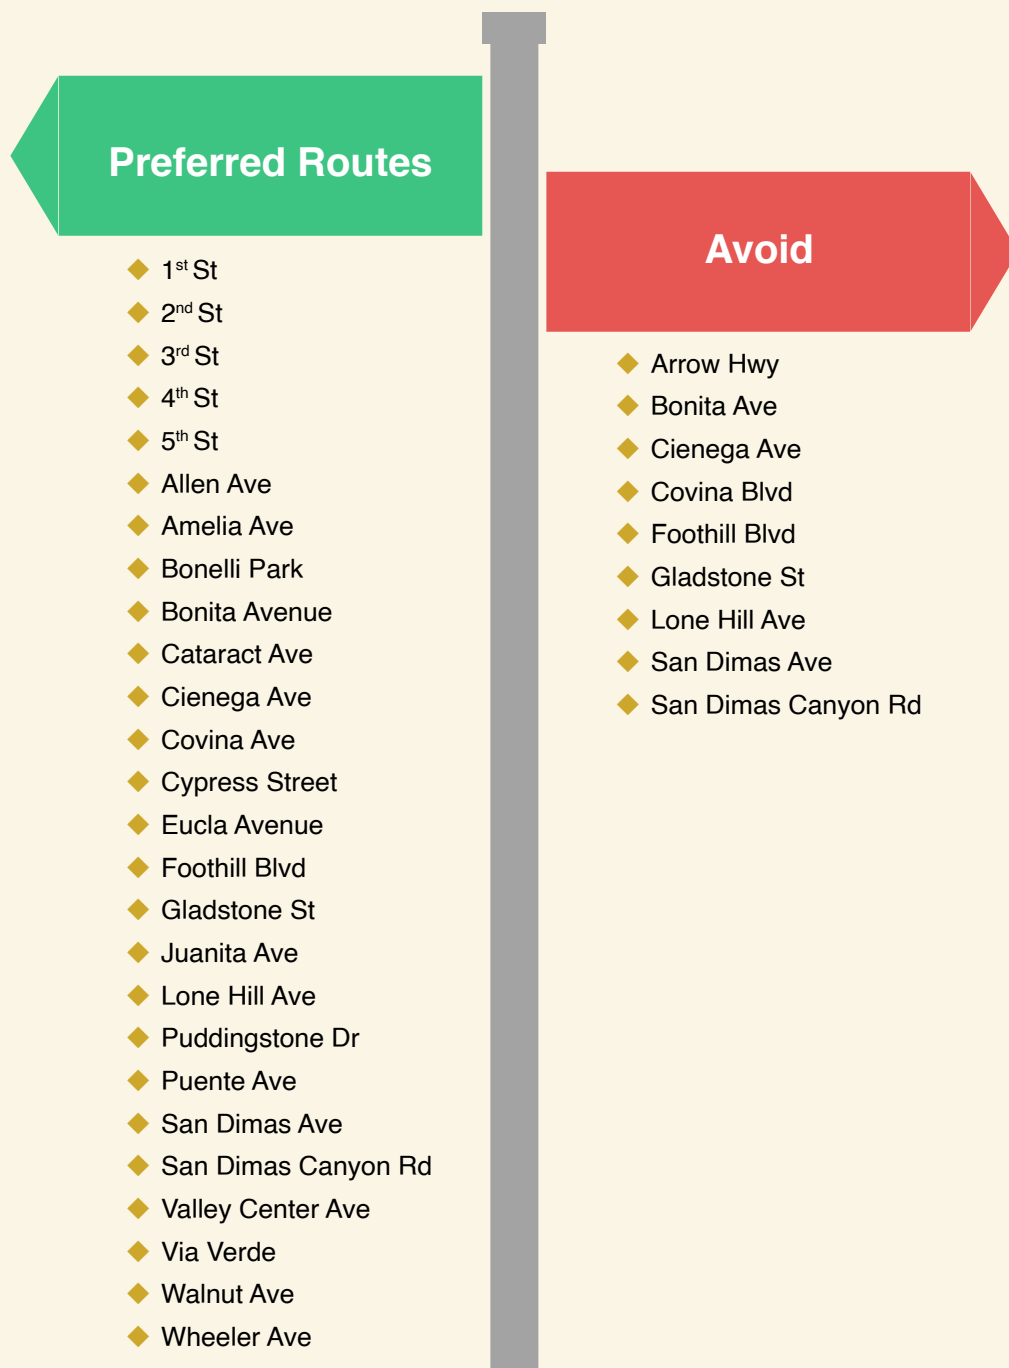 Preferred Routes
1st St
2nd St
3rd St
4th St
5th St
Allen Ave
Amelia Ave
Bonelli Park
Bonita Avenue
Cataract Ave
Cienega Ave
Covina Ave
Cypress Street
Eucla Avenue
Foothill Blvd
Gladstone St
Juanita Ave
Lone Hill Ave
Puddingstone Dr
Puente Ave
San Dimas Ave
San Dimas Canyon Rd
Valley Center Ave
Via Verde
Walnut Ave
Wheeler Ave
Avoid
Arrow Hwy
Bonita Ave
Cienega Ave
Covina Blvd
Foothill Blvd
Gladstone St
Lone Hill Ave
San Dimas Ave
San Dimas Canyon Rd